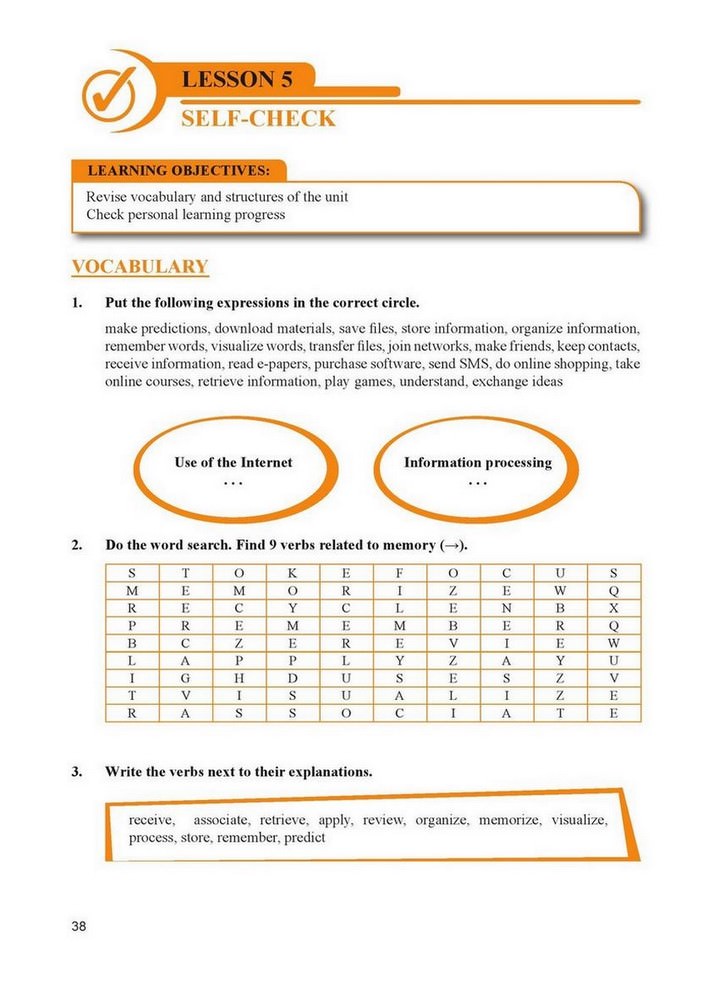 LESSON 5
SELF-CHECK
LEARNING OBJECTIVES:
Revise vocabulary and structures of the unit
Check personal learning progress
VOCABULARY
1. Put the following expressions in the correct circle.
make predictions, download materials, save files, store information, organize information,
remember words, visualize words, transfer files, join networks, make friends, keep contacts,
receive information, read e-papers, purchase software, send SMS, do online shopping, take
online courses, retrieve information, play games, understand, exchange ideas
Use of the Internet
. . .
Information processing
. . .
2. Do the word search. Find 9 verbs related to memory (→).
S T O K E F O C U S
M E M O R I Z E W Q
R E C Y C L E N B X
P R E M E M B E R Q
B C Z E R E V I E W
L A P P L Y Z A Y U
I G H D U S E S Z V
T V I S U A L I Z E
R A S S O C I A T E
3. Write the verbs next to their explanations.
receive, associate, retrieve, apply, review, organize, memorize, visualize,
process, store, remember, predict
38